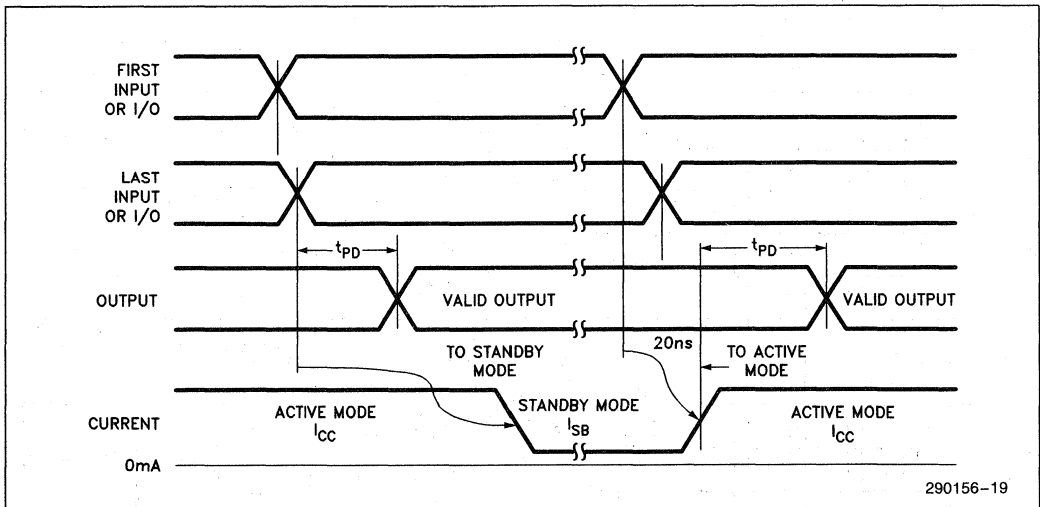 FIRST
INPUT
OR I/O
LAST
INPUT
OR I/O
tPD
tPD
OUTPUT
VALID OUTPUT
VALID OUTPUT
TO STANDBY
MODE
20ns
TO ACTIVE
MODE
CURRENT
ACTIVE MODE
ICC
STANDBY MODE
ISB
ACTIVE MODE
ICC
0mA
290156–19